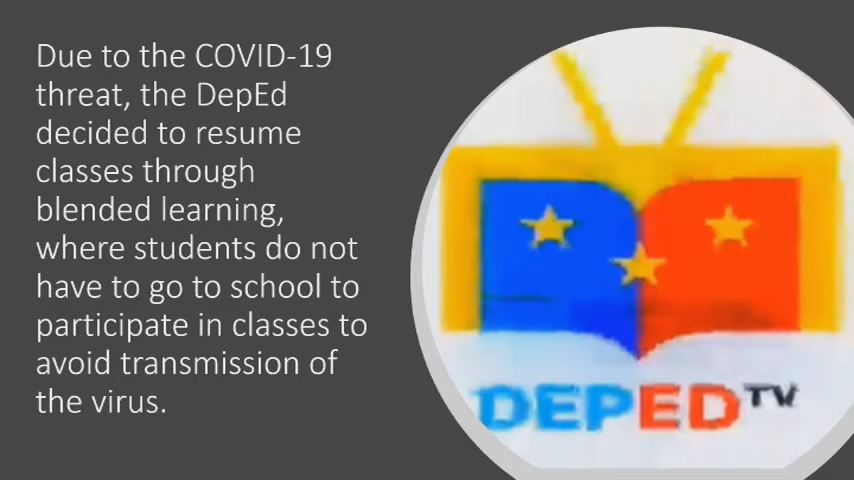 Due to the COVID-19
threat, the DepEd
decided to resume
classes through
blended learning,
where students do not
have to go to school to
participate in classes to
avoid transmission of
the virus.
DEPED TV